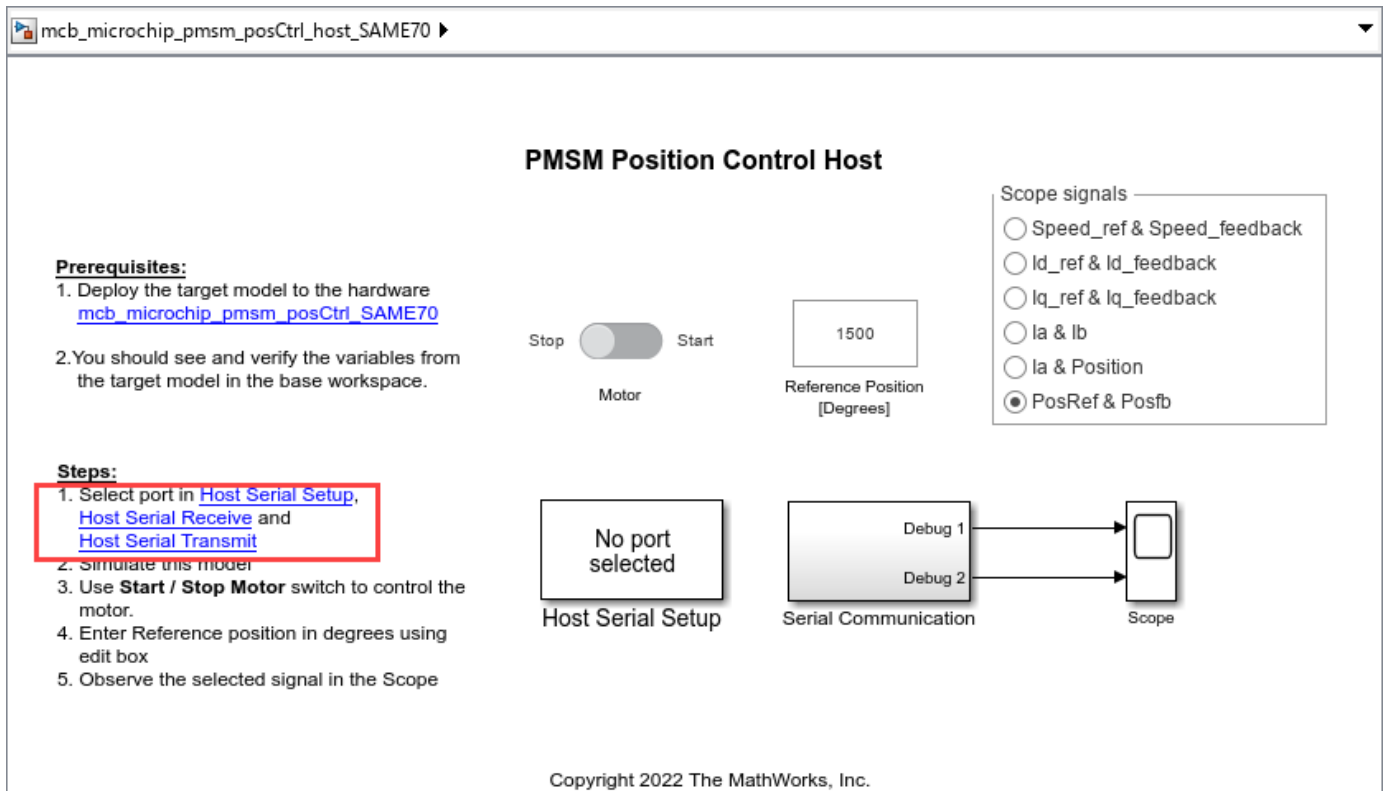 mcb_microchip_pmsm_posCtrl_host_SAME70
PMSM Position Control Host
Prerequisites:
1. Deploy the target model to the hardware
mcb_microchip_pmsm_posCtrl_SAME70
2.You should see and verify the variables from
the target model in the base workspace.
Steps:
1. Select port in Host Serial Setup,
Host Serial Receive and
Host Serial Transmit
2. Simulate this model
3. Use Start / Stop Motor switch to control the
motor.
4. Enter Reference position in degrees using
edit box
5. Observe the selected signal in the Scope
Stop
Start
Motor
1500
Reference Position
[Degrees]
Scope signals
Speed_ref & Speed_feedback
Id_ref & Id_feedback
Iq_ref & Iq_feedback
Ia & Ib
Ia & Position
PosRef & Posfb
No port
selected
Host Serial Setup
Debug 1
Debug 2
Serial Communication
Scope
Copyright 2022 The MathWorks, Inc.